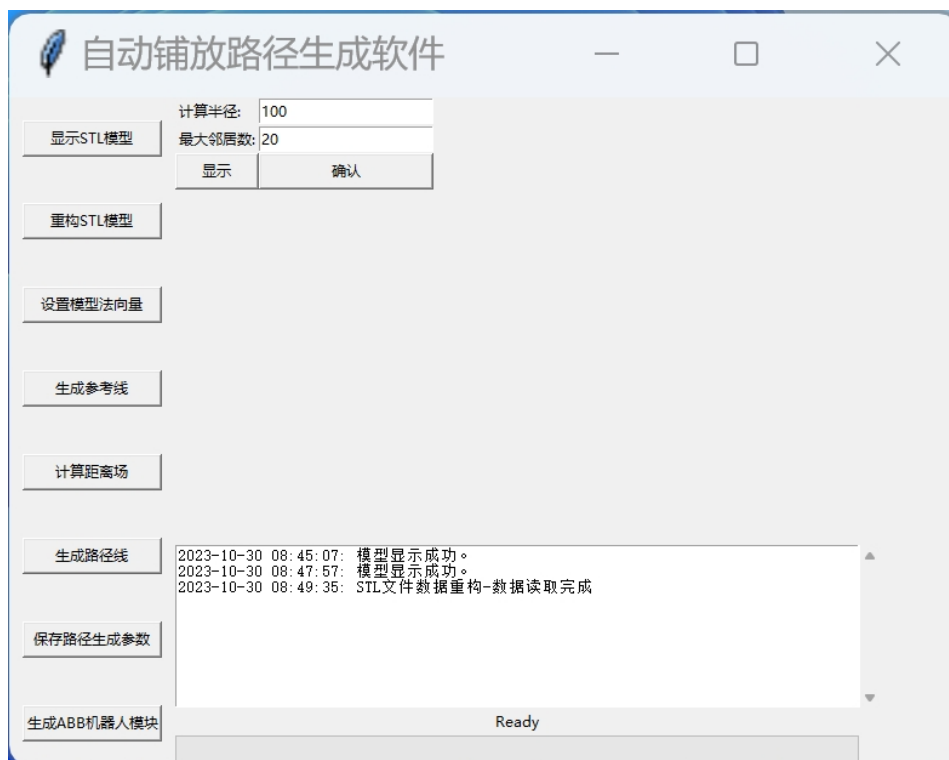 自动铺放路径生成软件
显示STL模型
计算半径: 100
最大邻居数: 20
显示 确认
重构STL模型
设置模型法向量
生成参考线
计算距离场
生成路径线
2023-10-30 08:45:07: 模型显示成功。
2023-10-30 08:47:57: 模型显示成功。
2023-10-30 08:49:35: STL文件数据重构-数据读取完成
保存路径生成参数
生成ABB机器人模块
Ready